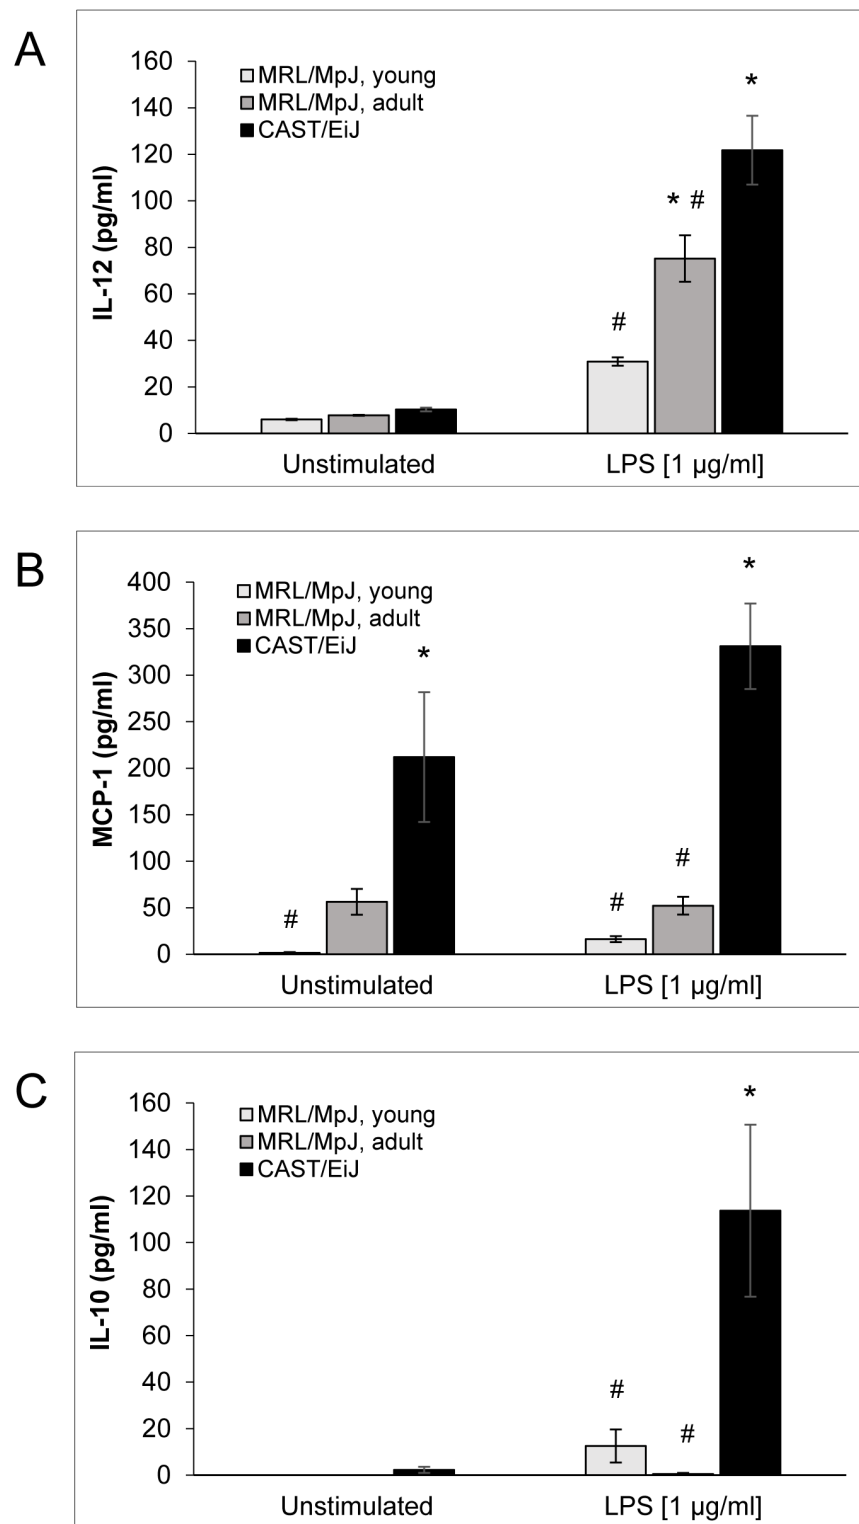 A
160
140
120
100
80
60
40
20
0
IL-12 (pg/ml)
MRL/MpJ, young
MRL/MpJ, adult
CAST/EiJ
#
* #
*
Unstimulated
LPS [1 µg/ml]
B
400
350
300
250
200
150
100
50
0
MCP-1 (pg/ml)
MRL/MpJ, young
MRL/MpJ, adult
CAST/EiJ
#
*
#
#
*
Unstimulated
LPS [1 µg/ml]
C
160
140
120
100
80
60
40
20
0
IL-10 (pg/ml)
MRL/MpJ, young
MRL/MpJ, adult
CAST/EiJ
#
#
*
Unstimulated
LPS [1 µg/ml]